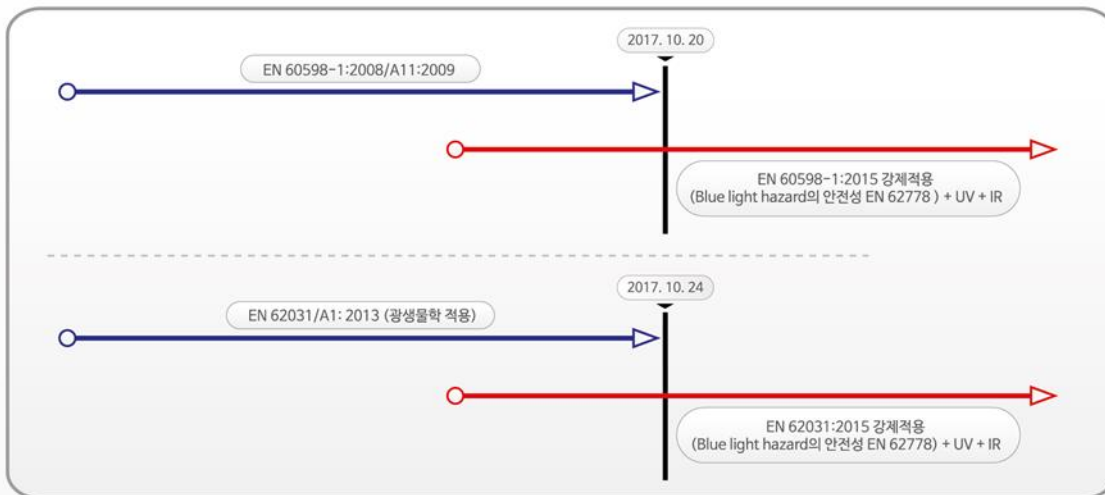 2017. 10. 20
EN 60598-1:2008/A11:2009
EN 60598-1:2015 강제적용
(Blue light hazard의 안전성 EN 62778 ) + UV + IR
2017. 10. 24
EN 62031/A1: 2013 (광생물학 적용)
EN 62031:2015 강제적용
(Blue light hazard의 안전성 EN 62778) + UV + IR